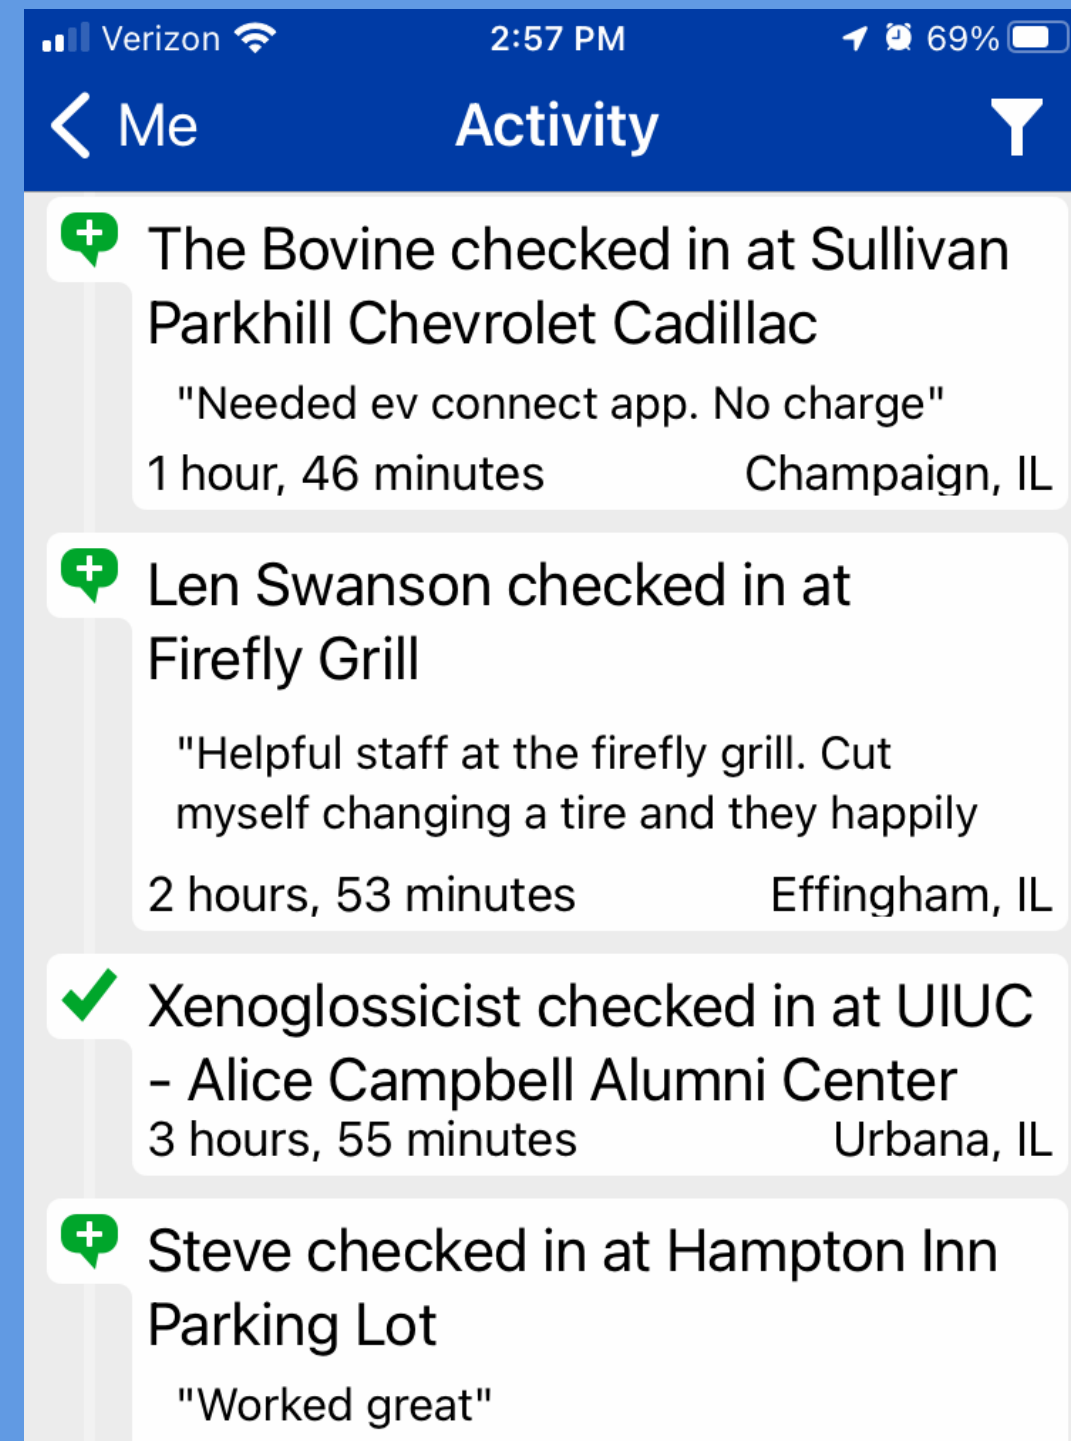 Verizon 2:57 PM 69%
Me Activity
The Bovine checked in at Sullivan
Parkhill Chevrolet Cadillac
"Needed ev connect app. No charge"
1 hour, 46 minutes Champaign, IL
Len Swanson checked in at
Firefly Grill
"Helpful staff at the firefly grill. Cut
myself changing a tire and they happily
2 hours, 53 minutes Effingham, IL
Xenoglossicist checked in at UIUC
- Alice Campbell Alumni Center
3 hours, 55 minutes Urbana, IL
Steve checked in at Hampton Inn
Parking Lot
"Worked great"